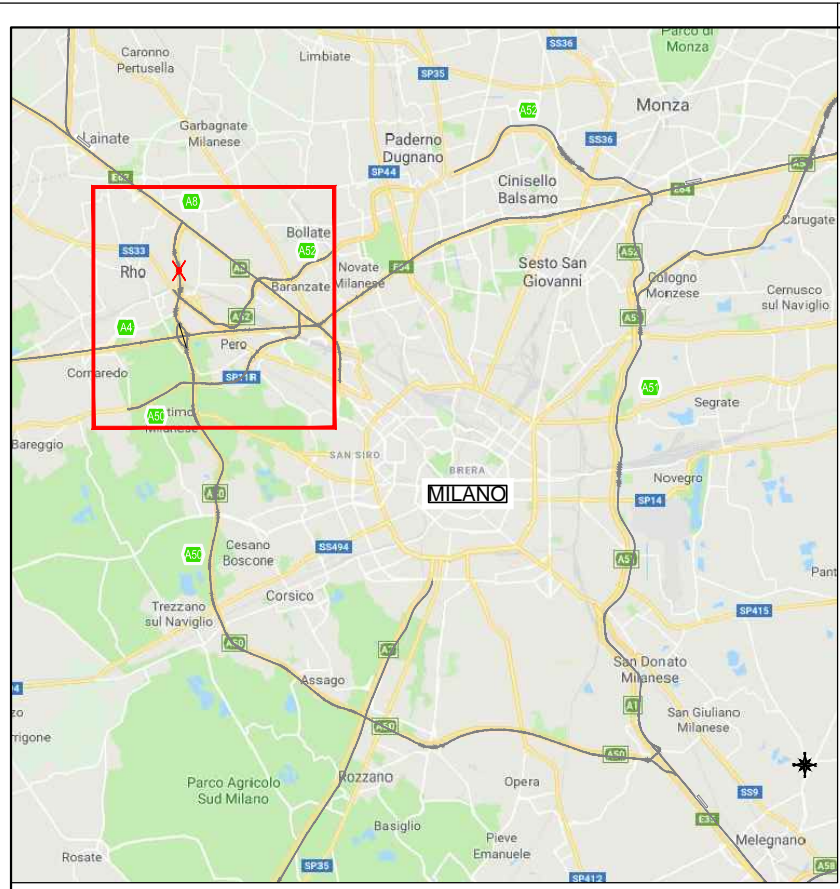 Parco di
Monza
SS36
Caronno
Pertusella
Limbiate
SP35
Monza
A52
Lainate
Garbagnate
Milanese
Paderno
Dugnano
SS36
SP44
Cinisello
Balsamo
E64
A8
Carugate
Bollate
SS33
A52
Rho
Novate
Milanese
E64
Sesto San
Giovanni
A52
Baranzate
Cologno
Monzese
Cernusco
sul Naviglio
A4
A52
Pero
Cornaredo
SP11R
A51
Segrate
A50
Milanese
Bareggio
SAN SIRO
BRERA
Novegro
MILANO
SP14
A50
Cesano
Boscone
SS494
A50
A51
Pant
Corsico
Trezzano
sul Naviglio
SP415
A50
A7
San Donato
Milanese
Assago
A1
San Giuliano
Milanese
rrigone
A50
A50
Rozzano
Parco Agricolo
Sud Milano
Opera
SS9
Basiglio
E35
Pieve
Emanuele
Melegnano
Rosate
SP35
SP412
A58